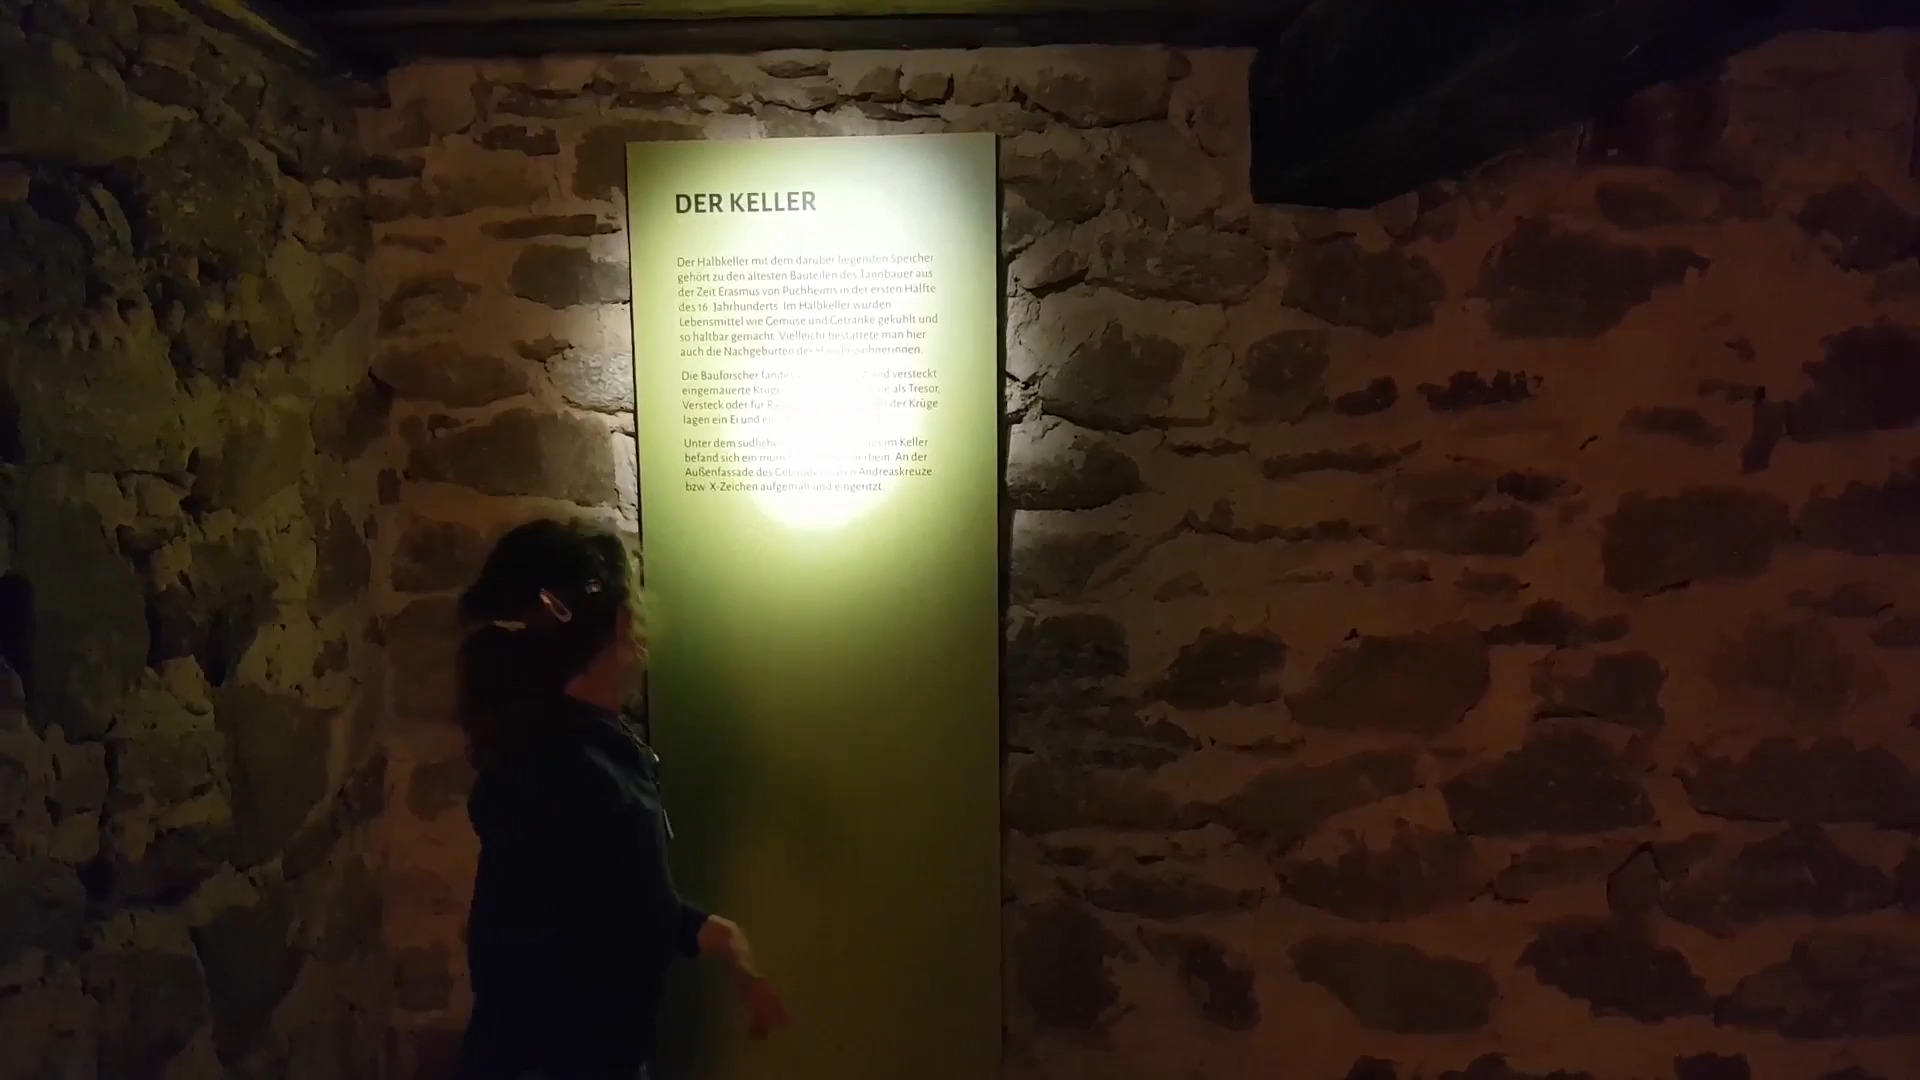 DER KELLER
Der Halbkeller mit dem darüber liegenden Speicher
gehört zu den ältesten Bauteilen des Tannbauer aus
der Zeit Erasmus von Puchheims in der ersten Hälfte
des 16. Jahrhunderts. Im Halbkeller wurden
Lebensmittel wie Gemüse und Getränke gekühlt und
so haltbar gemacht. Vielleicht bestattete man hier
auch die Nachgeburten der
Die Bauforscher fanden versteckt
eingemauerte Krüge als Tresor,
Versteck oder für der Krüge
lagen ein Ei und
Unter dem südlichen im Keller
befand sich ein An der
Außenfassade des Andreaskreuze
bzw. X-Zeichen aufgemalt und eingeritzt.